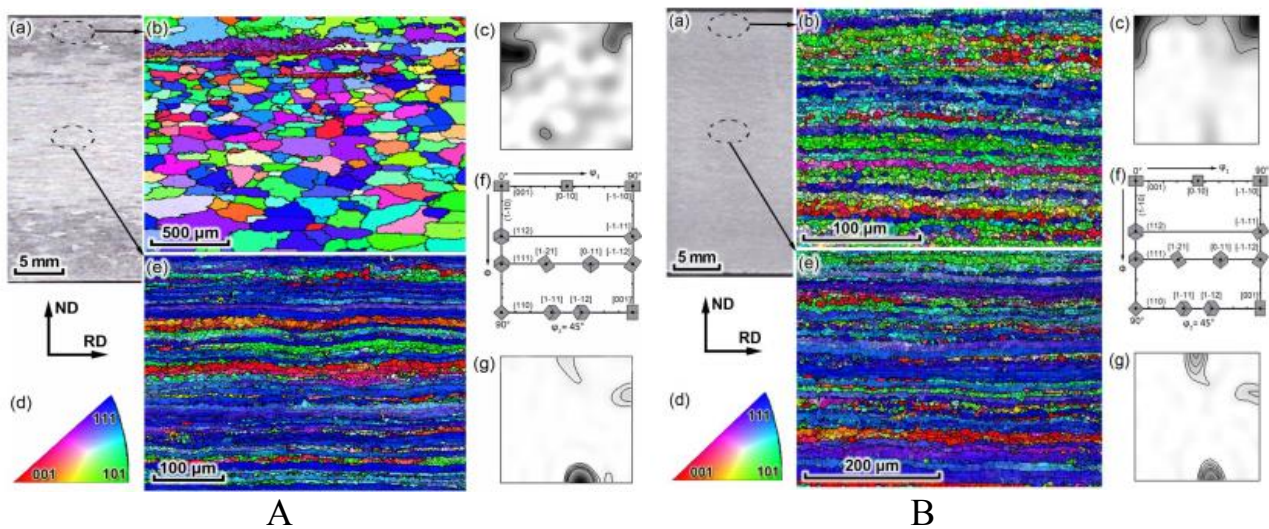 (a)
(b)
(c)
5 mm
500 µm
(e)
100 µm
ND
RD
(d)
111
001
101
(f)
0°
φ₁
90°
(001)
[0-10]
[-1-10]
(1-10)
(112)
[-1-11]
(111)
[1-21]
[0-11]
[-1-12]
Φ
(110)
[1-11]
[1-12]
[001]
90°
φ₂= 45°
(g)
A
(a)
(b)
(c)
5 mm
100 µm
(e)
200 µm
ND
RD
(d)
111
001
101
(f)
0°
90°
(001)
[0-10]
[-1-10]
(1-10)
(112)
[-1-11]
(111)
[1-21]
[0-11]
[-1-12]
Φ
(110)
[1-11]
[1-12]
[001]
90°
φ₂= 45°
(g)
B